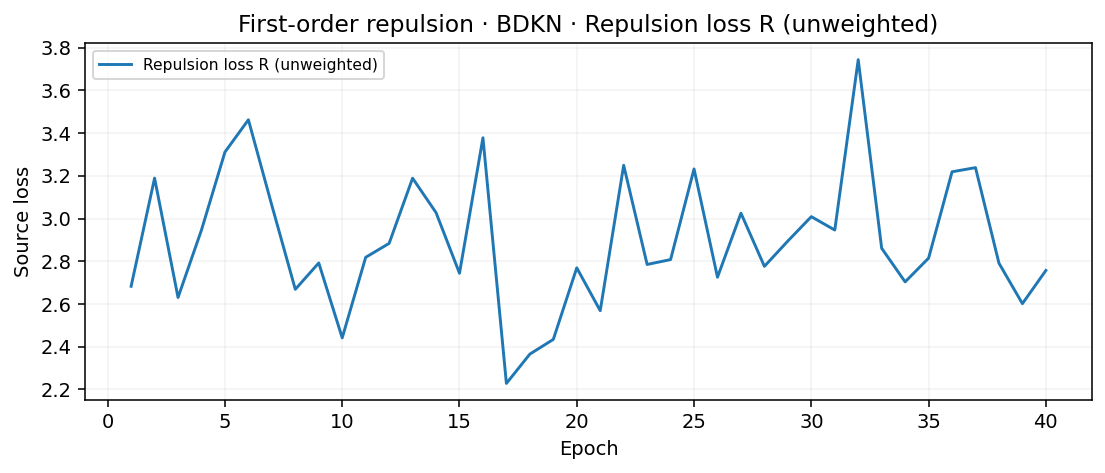 First-order repulsion · BDKN · Repulsion loss R (unweighted)
Repulsion loss R (unweighted)
Source loss
3.8
3.6
3.4
3.2
3.0
2.8
2.6
2.4
2.2
0 5 10 15 20 25 30 35 40
Epoch